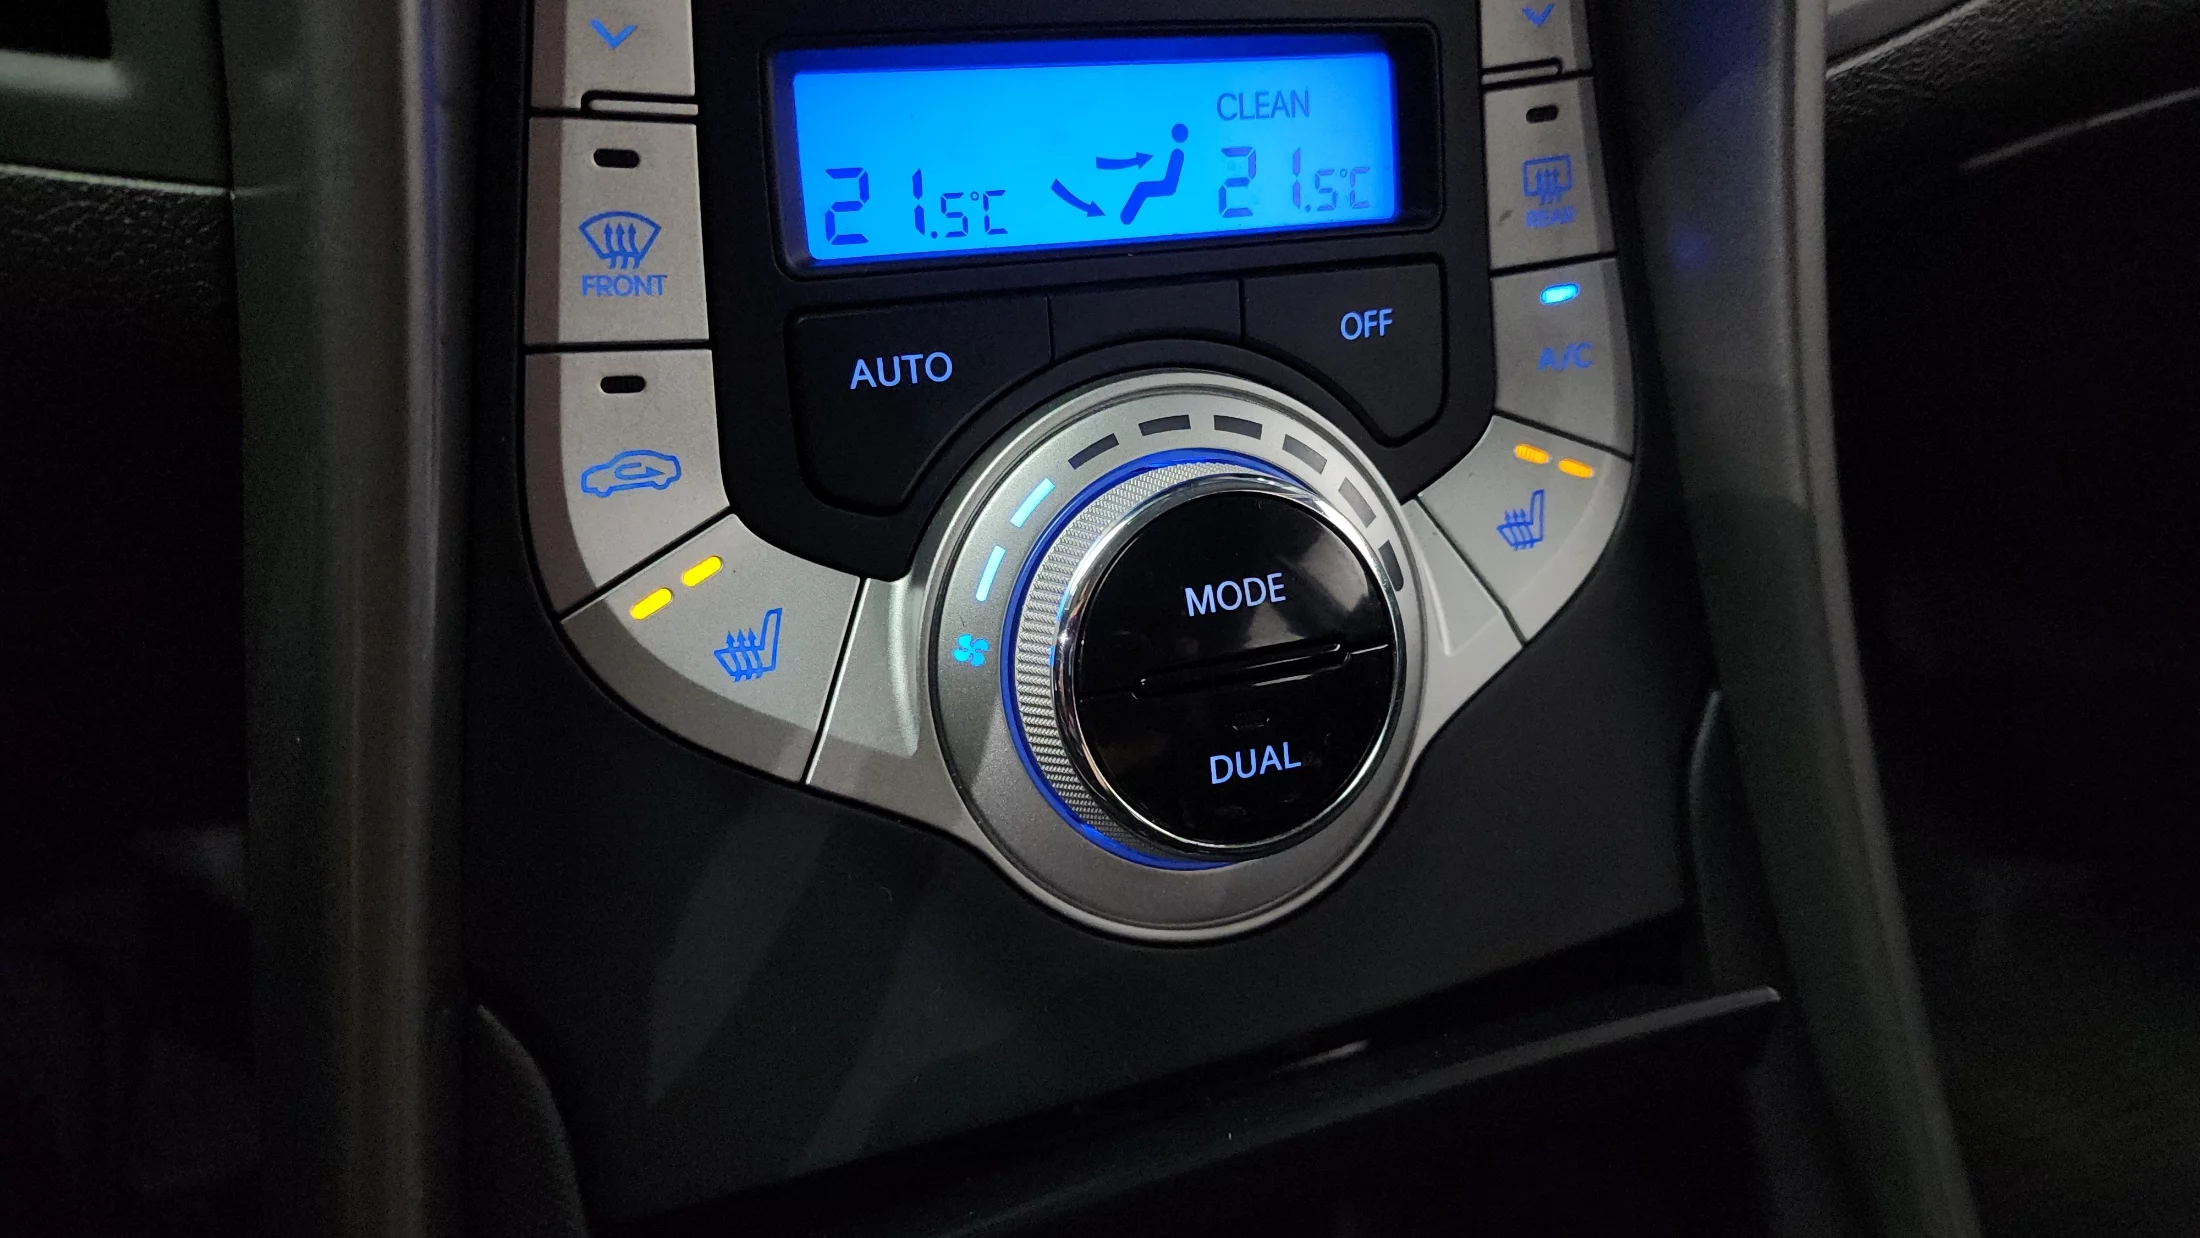 CLEAN
21.5°C 21.5°C
FRONT
REAR
AUTO
OFF
A/C
MODE
DUAL